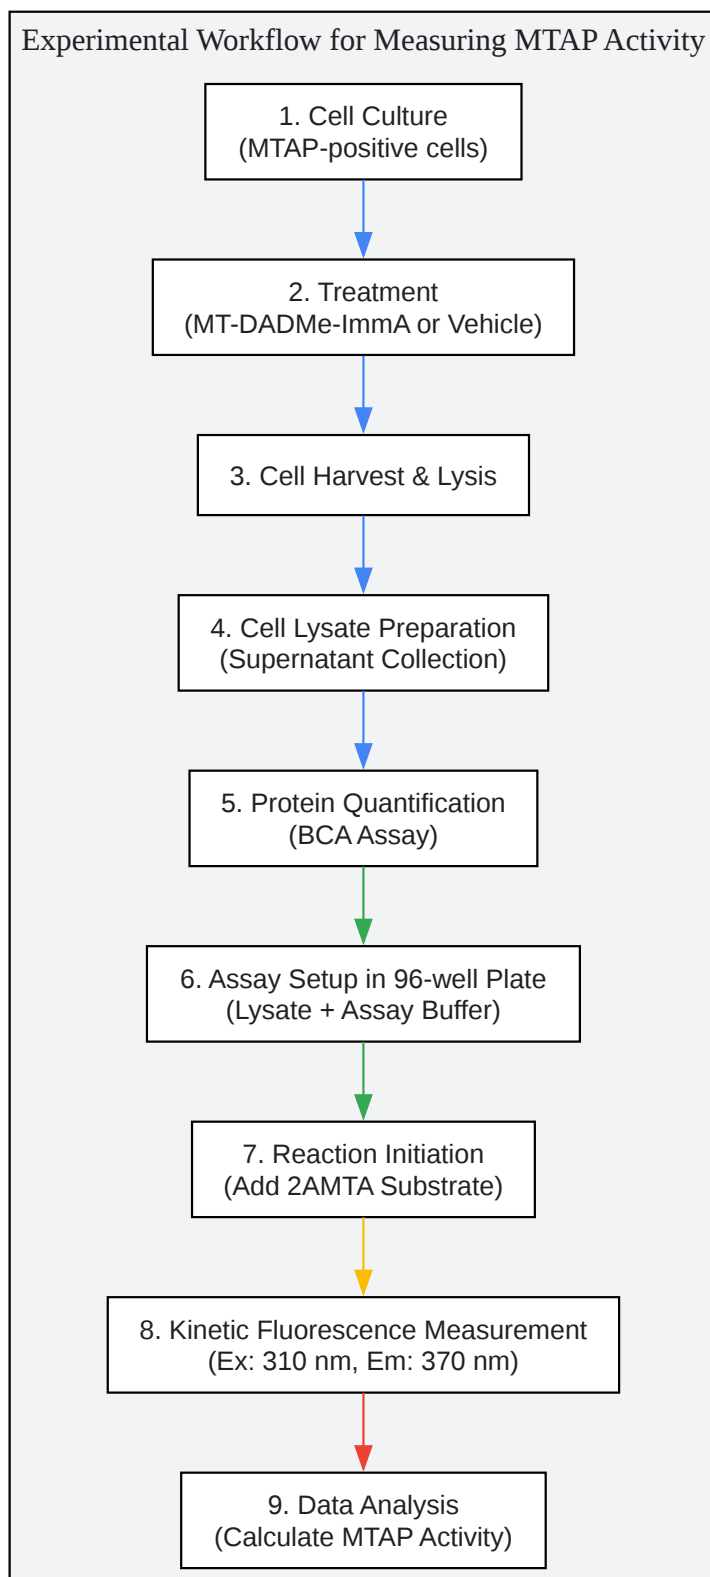 Experimental Workflow for Measuring MTAP Activity
1. Cell Culture
(MTAP-positive cells)
2. Treatment
(MT-DADMe-ImmA or Vehicle)
3. Cell Harvest & Lysis
4. Cell Lysate Preparation
(Supernatant Collection)
5. Protein Quantification
(BCA Assay)
6. Assay Setup in 96-well Plate
(Lysate + Assay Buffer)
7. Reaction Initiation
(Add 2AMTA Substrate)
8. Kinetic Fluorescence Measurement
(Ex: 310 nm, Em: 370 nm)
9. Data Analysis
(Calculate MTAP Activity)